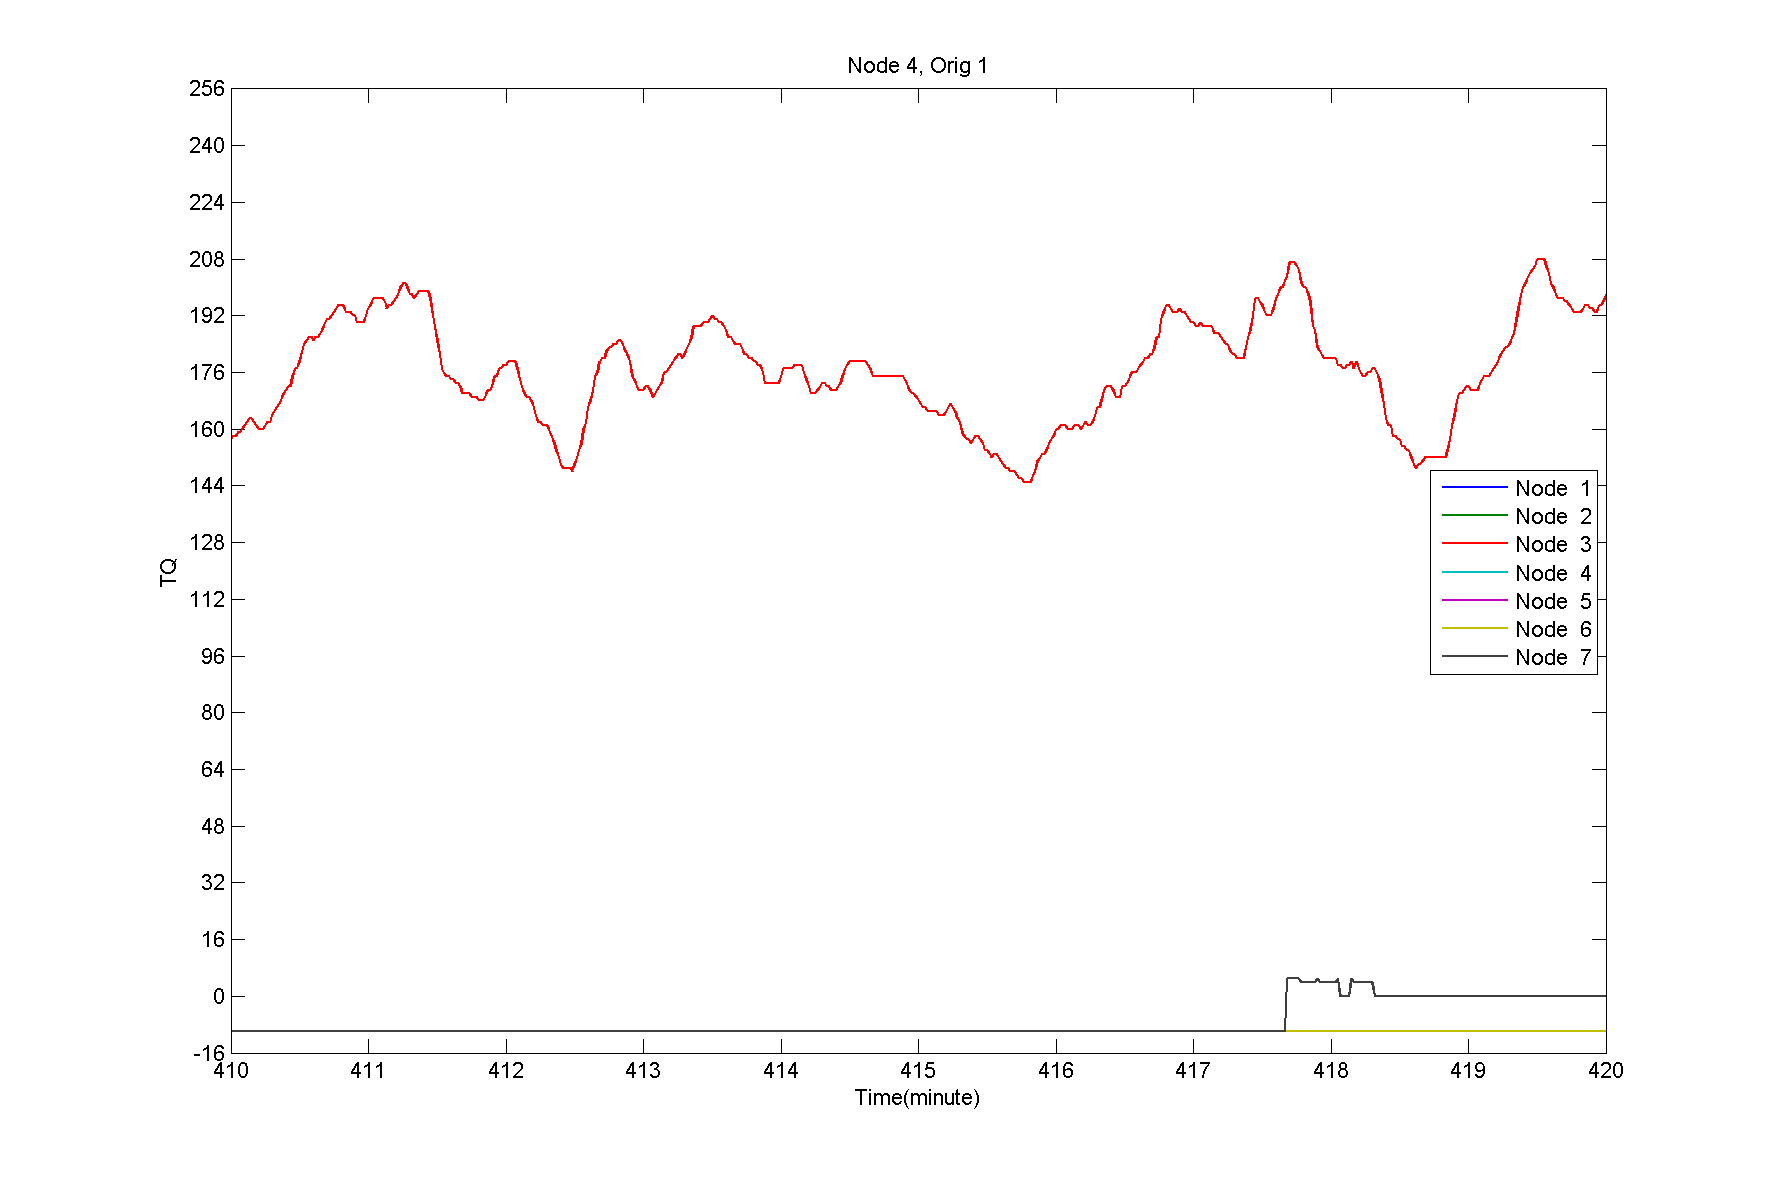 Node 4, Orig 1
256
240
224
208
192
176
160
144
128
112
96
80
64
48
32
16
0
-16
TQ
Node 1
Node 2
Node 3
Node 4
Node 5
Node 6
Node 7
410 411 412 413 414 415 416 417 418 419 420
Time(minute)